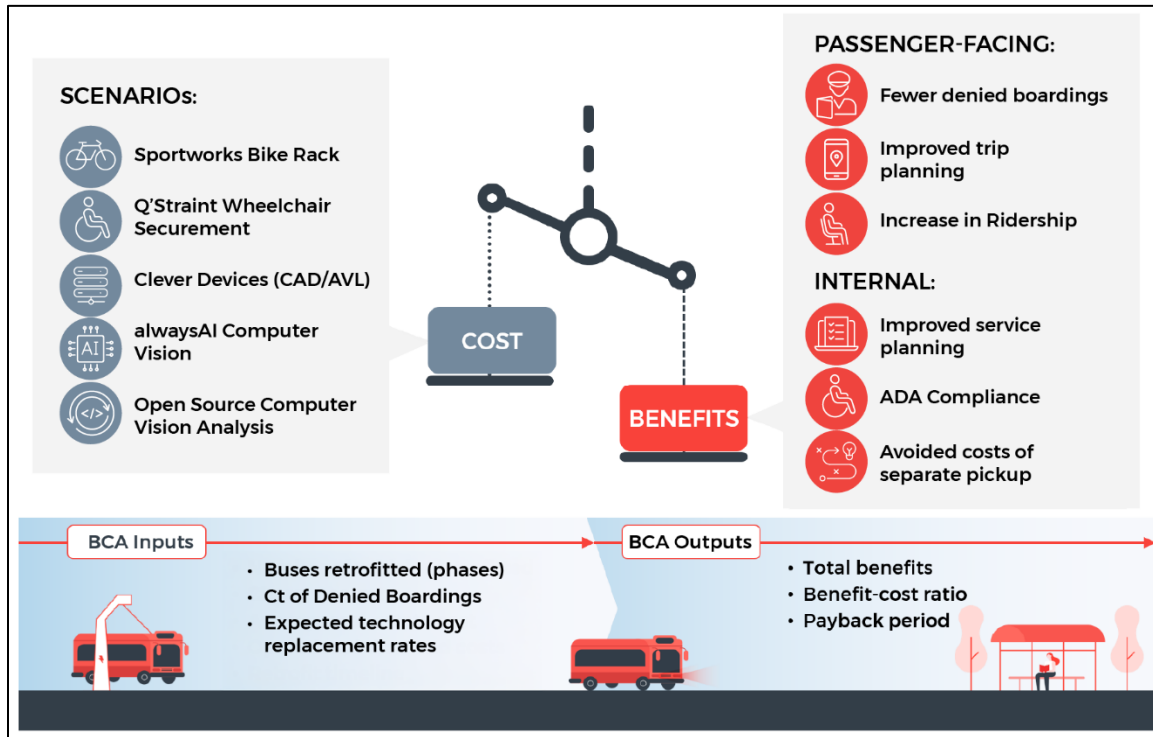 SCENARIOs:
Sportworks Bike Rack
Q'Straint Wheelchair
Securement
Clever Devices (CAD/AVL)
AI
alwaysAI Computer
Vision
</>
Open Source Computer
Vision Analysis
COST
BENEFITS
PASSENGER-FACING:
Fewer denied boardings
Improved trip
planning
Increase in Ridership
INTERNAL:
Improved service
planning
ADA Compliance
Avoided costs of
separate pickup
BCA Inputs
• Buses retrofitted (phases)
• Ct of Denied Boardings
• Expected technology
replacement rates
BCA Outputs
• Total benefits
• Benefit-cost ratio
• Payback period